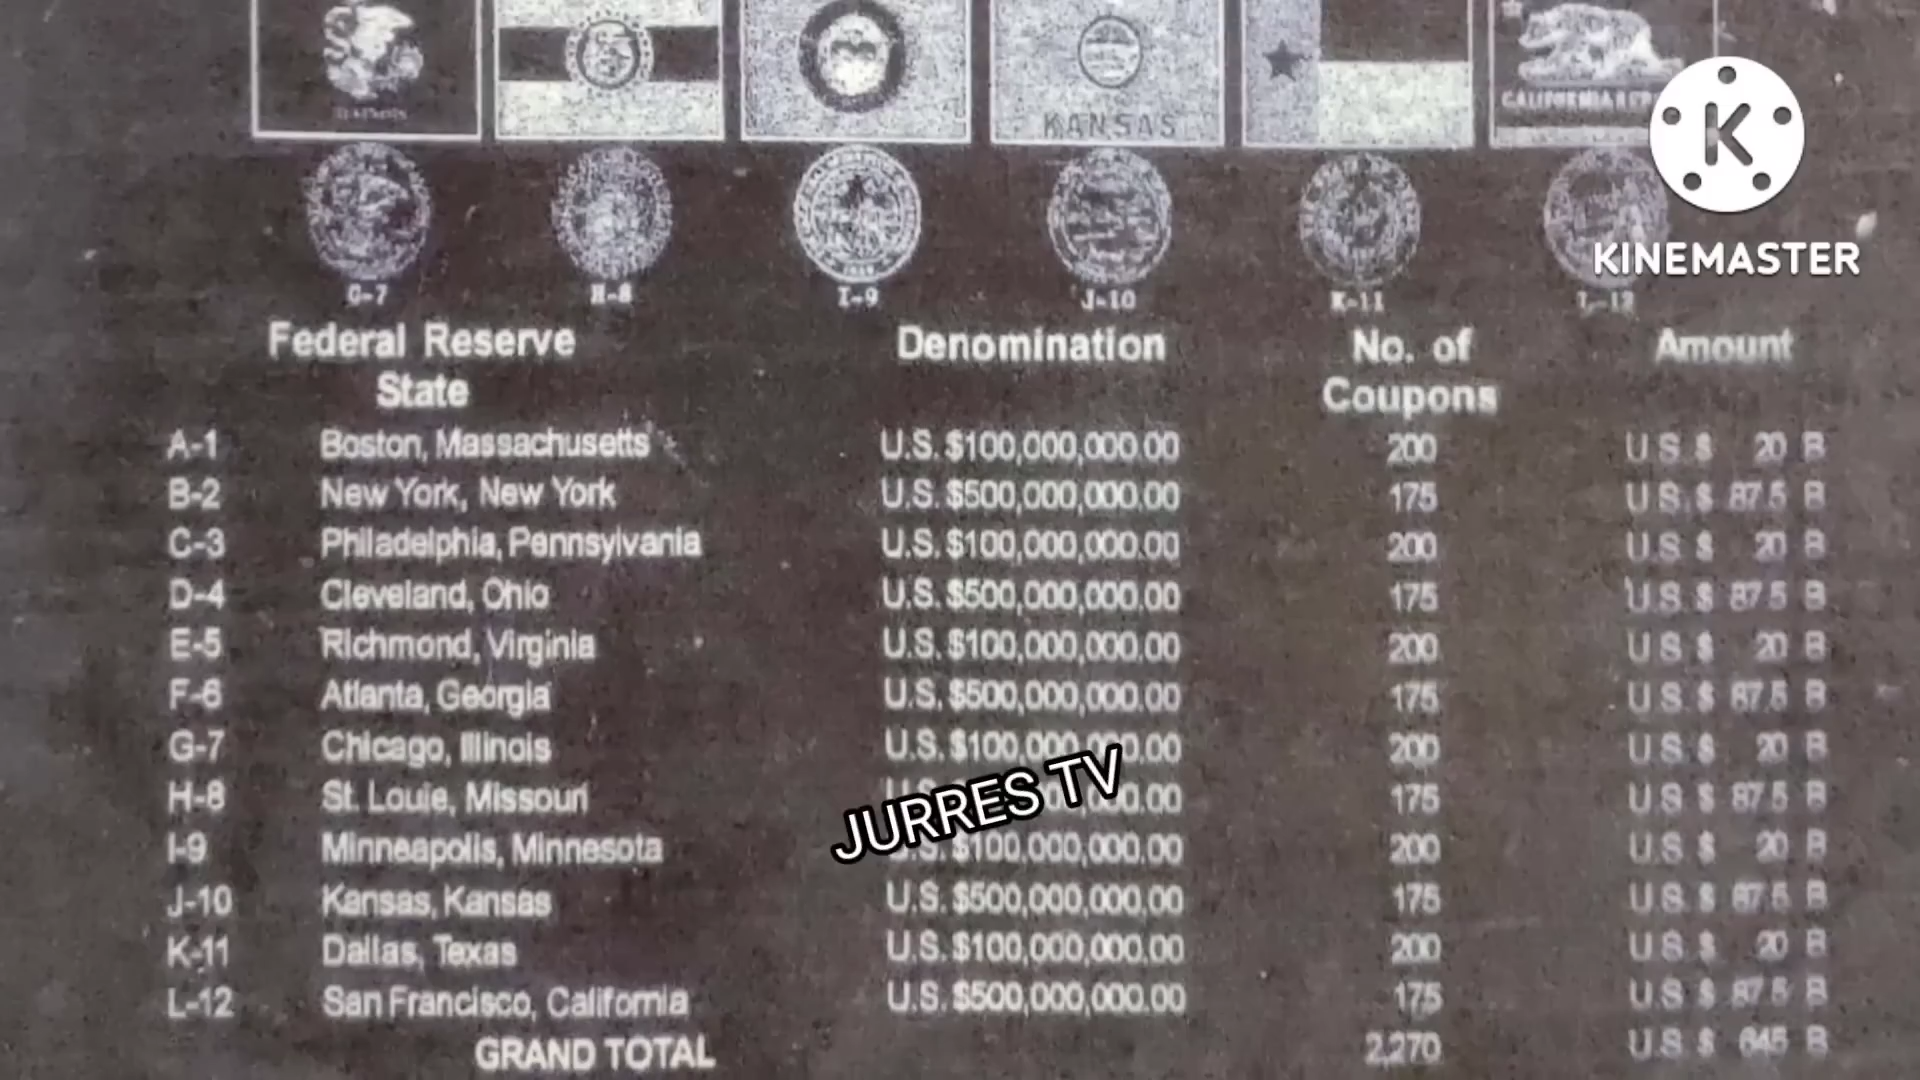 KANSAS
K
KINEMASTER
G-7 H-8 I-9 J-10 K-11 L-12
Federal Reserve State Denomination No. of Coupons Amount
A-1 Boston, Massachusetts U.S. $100,000,000.00 200 U S $ 20 B
B-2 New York, New York U.S. $500,000,000.00 175 U S $ 87.5 B
C-3 Philadelphia, Pennsylvania U.S. $100,000,000.00 200 U S $ 20 B
D-4 Cleveland, Ohio U.S. $500,000,000.00 175 U S $ 87.5 B
E-5 Richmond, Virginia U.S. $100,000,000.00 200 U S $ 20 B
F-6 Atlanta, Georgia U.S. $500,000,000.00 175 U S $ 87.5 B
G-7 Chicago, Illinois U.S. $100,000,000.00 200 U S $ 20 B
H-8 St. Louie, Missouri 175 U S $ 87.5 B
JURRES TV
I-9 Minneapolis, Minnesota U.S. $100,000,000.00 200 U S $ 20 B
J-10 Kansas, Kansas U.S. $500,000,000.00 175 U S $ 87.5 B
K-11 Dallas, Texas U.S. $100,000,000.00 200 U S $ 20 B
L-12 San Francisco, California U.S. $500,000,000.00 175 U S $ 87.5 B
GRAND TOTAL 2,270 U S $ 645 B